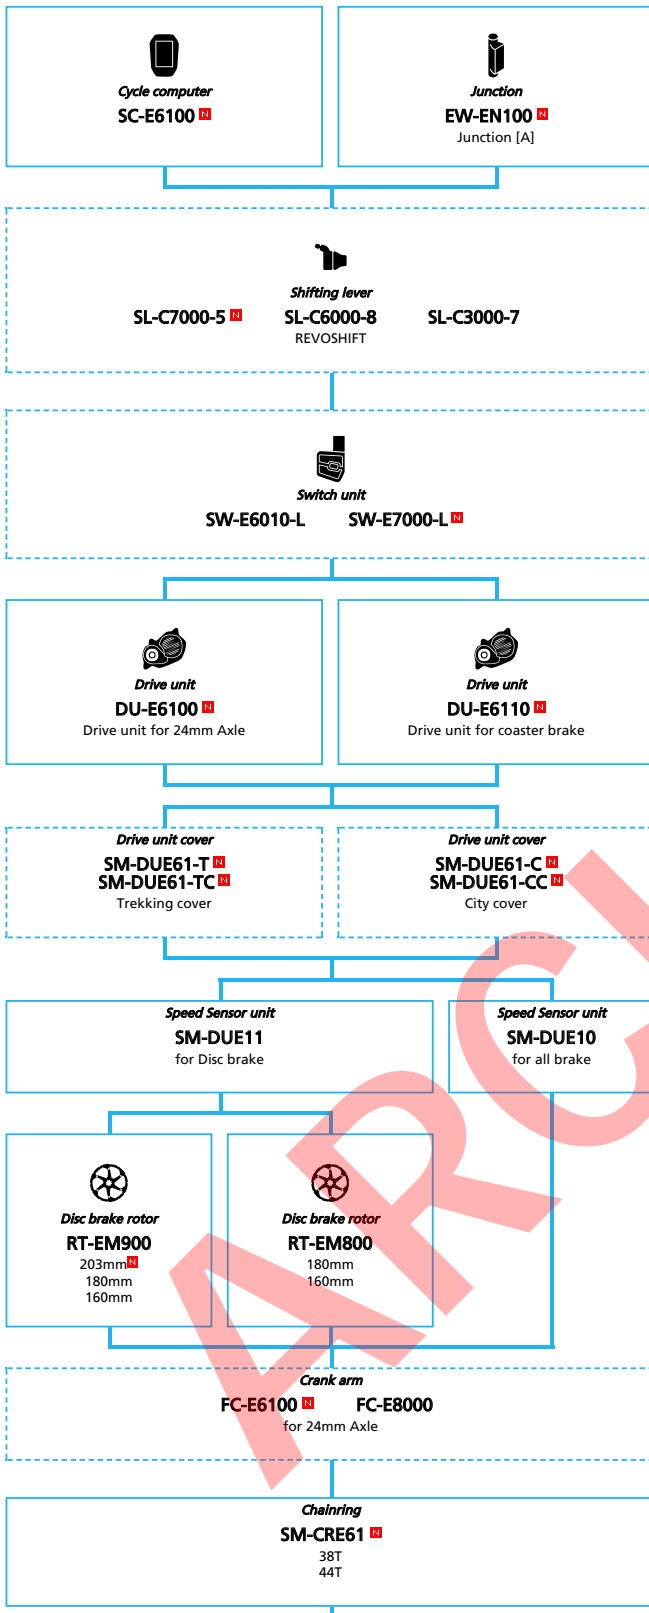 Cycle computer
SC-E6100 N
Junction
EW-EN100 N
Junction [A]
Shifting lever
SL-C7000-5 N SL-C6000-8 SL-C3000-7
REVOSHIFT
Switch unit
SW-E6010-L SW-E7000-L N
Drive unit
DU-E6100 N
Drive unit for 24mm Axle
Drive unit
DU-E6110 N
Drive unit for coaster brake
Drive unit cover
SM-DUE61-T N
SM-DUE61-TC N
Trekking cover
Drive unit cover
SM-DUE61-C N
SM-DUE61-CC N
City cover
Speed Sensor unit
SM-DUE11
for Disc brake
Speed Sensor unit
SM-DUE10
for all brake
Disc brake rotor
RT-EM900
203mm N
180mm
160mm
Disc brake rotor
RT-EM800
180mm
160mm
Crank arm
FC-E6100 N FC-E8000
for 24mm Axle
Chainring
SM-CRE61 N
38T
44T